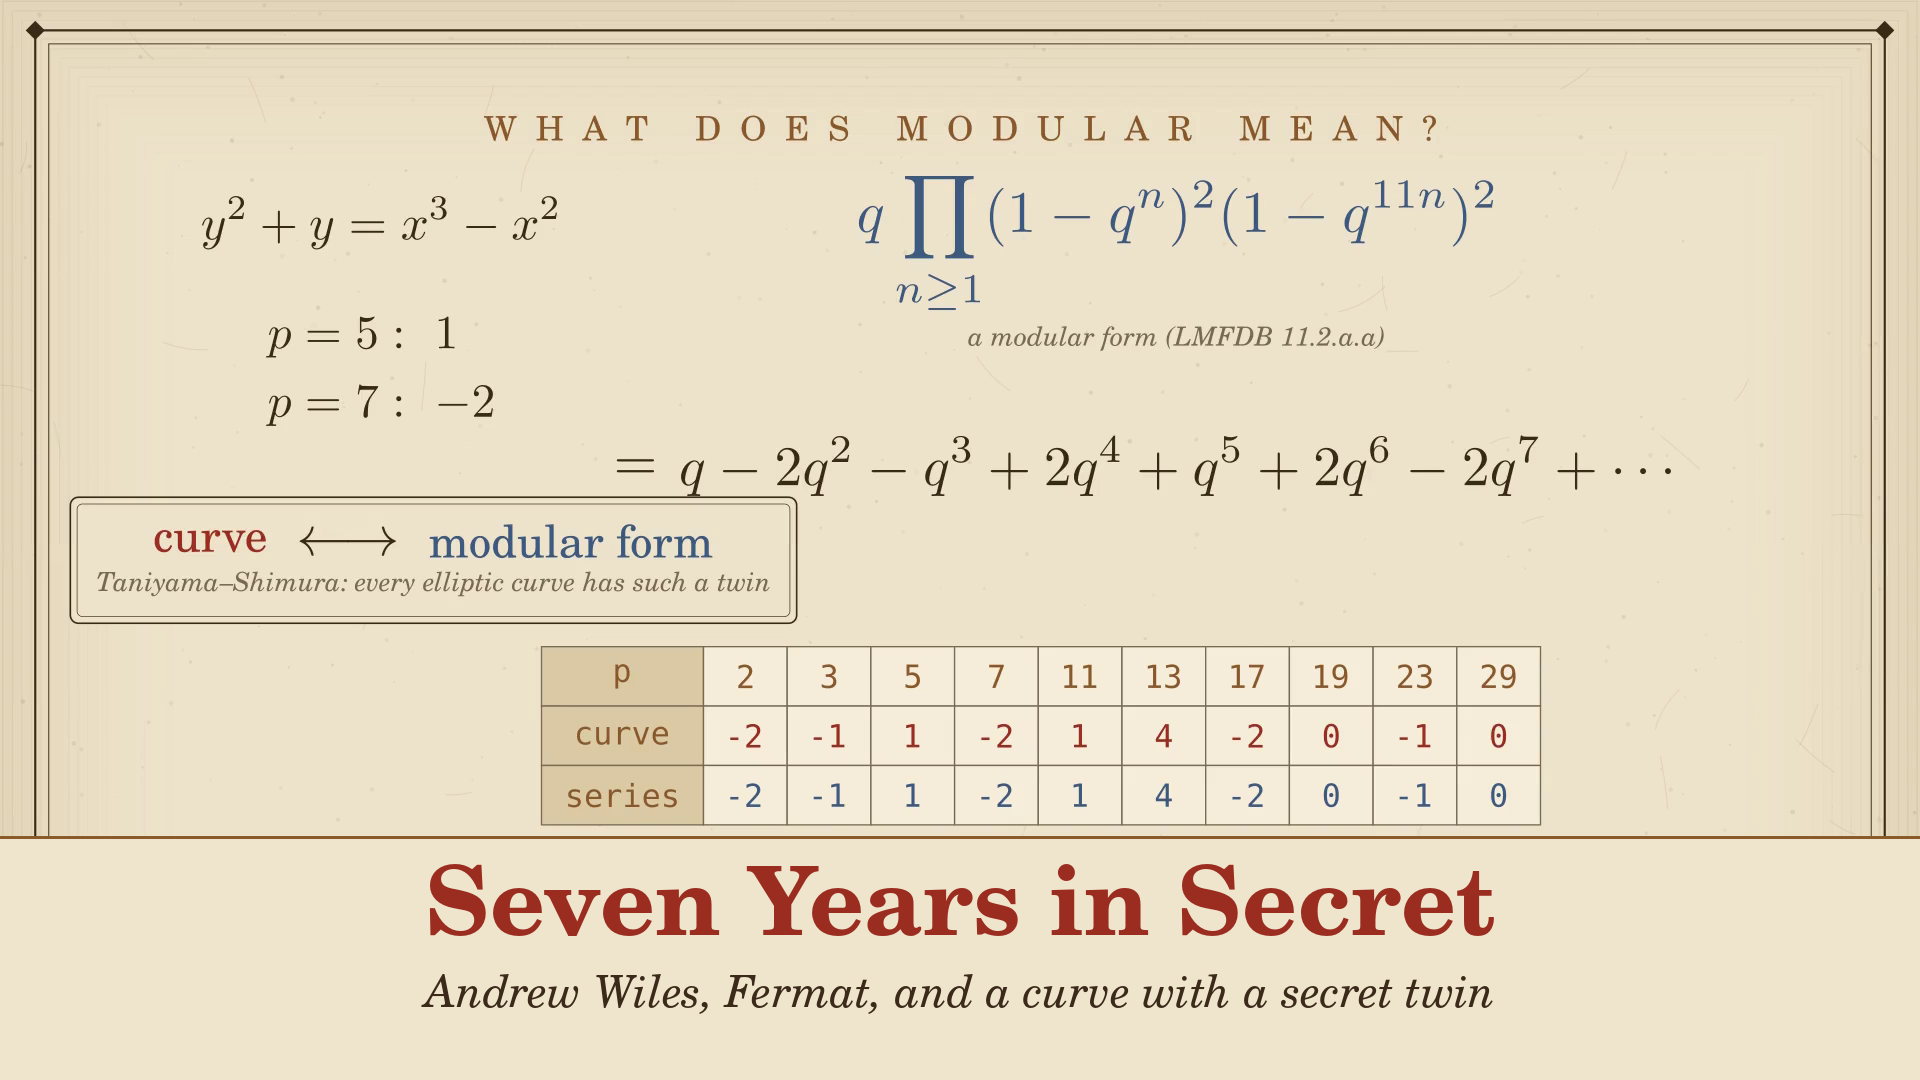 WHAT DOES MODULAR MEAN?
y² + y = x³ − x²
q ∏ (1 − qⁿ)²(1 − q¹¹ⁿ)²
n≥1
a modular form (LMFDB 11.2.a.a)
p = 5 : 1
p = 7 : −2
= q − 2q² − q³ + 2q⁴ + q⁵ + 2q⁶ − 2q⁷ + · · ·
curve ⟷ modular form
Taniyama–Shimura: every elliptic curve has such a twin
p 2 3 5 7 11 13 17 19 23 29
curve -2 -1 1 -2 1 4 -2 0 -1 0
series -2 -1 1 -2 1 4 -2 0 -1 0
Seven Years in Secret
Andrew Wiles, Fermat, and a curve with a secret twin